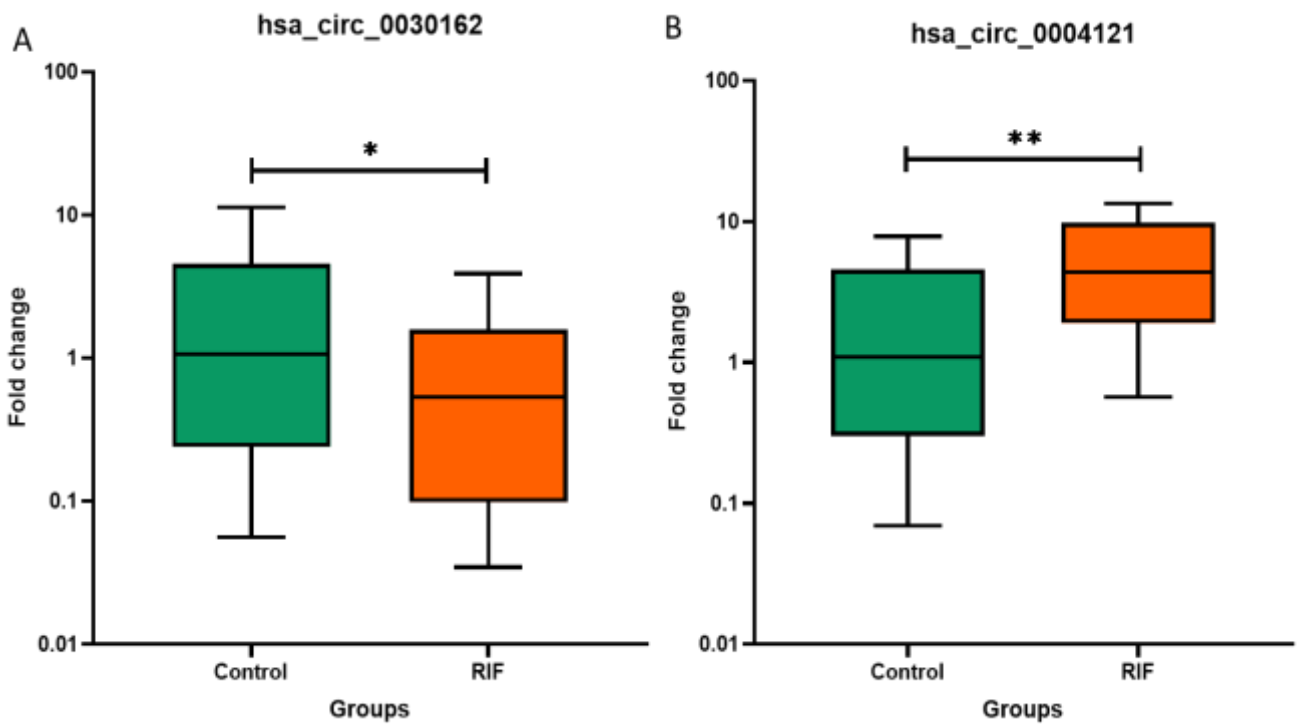 A
hsa_circ_0030162
100
10
1
0.1
0.01
Fold change
*
Control
RIF
Groups
B
hsa_circ_0004121
100
10
1
0.1
0.01
Fold change
**
Control
RIF
Groups